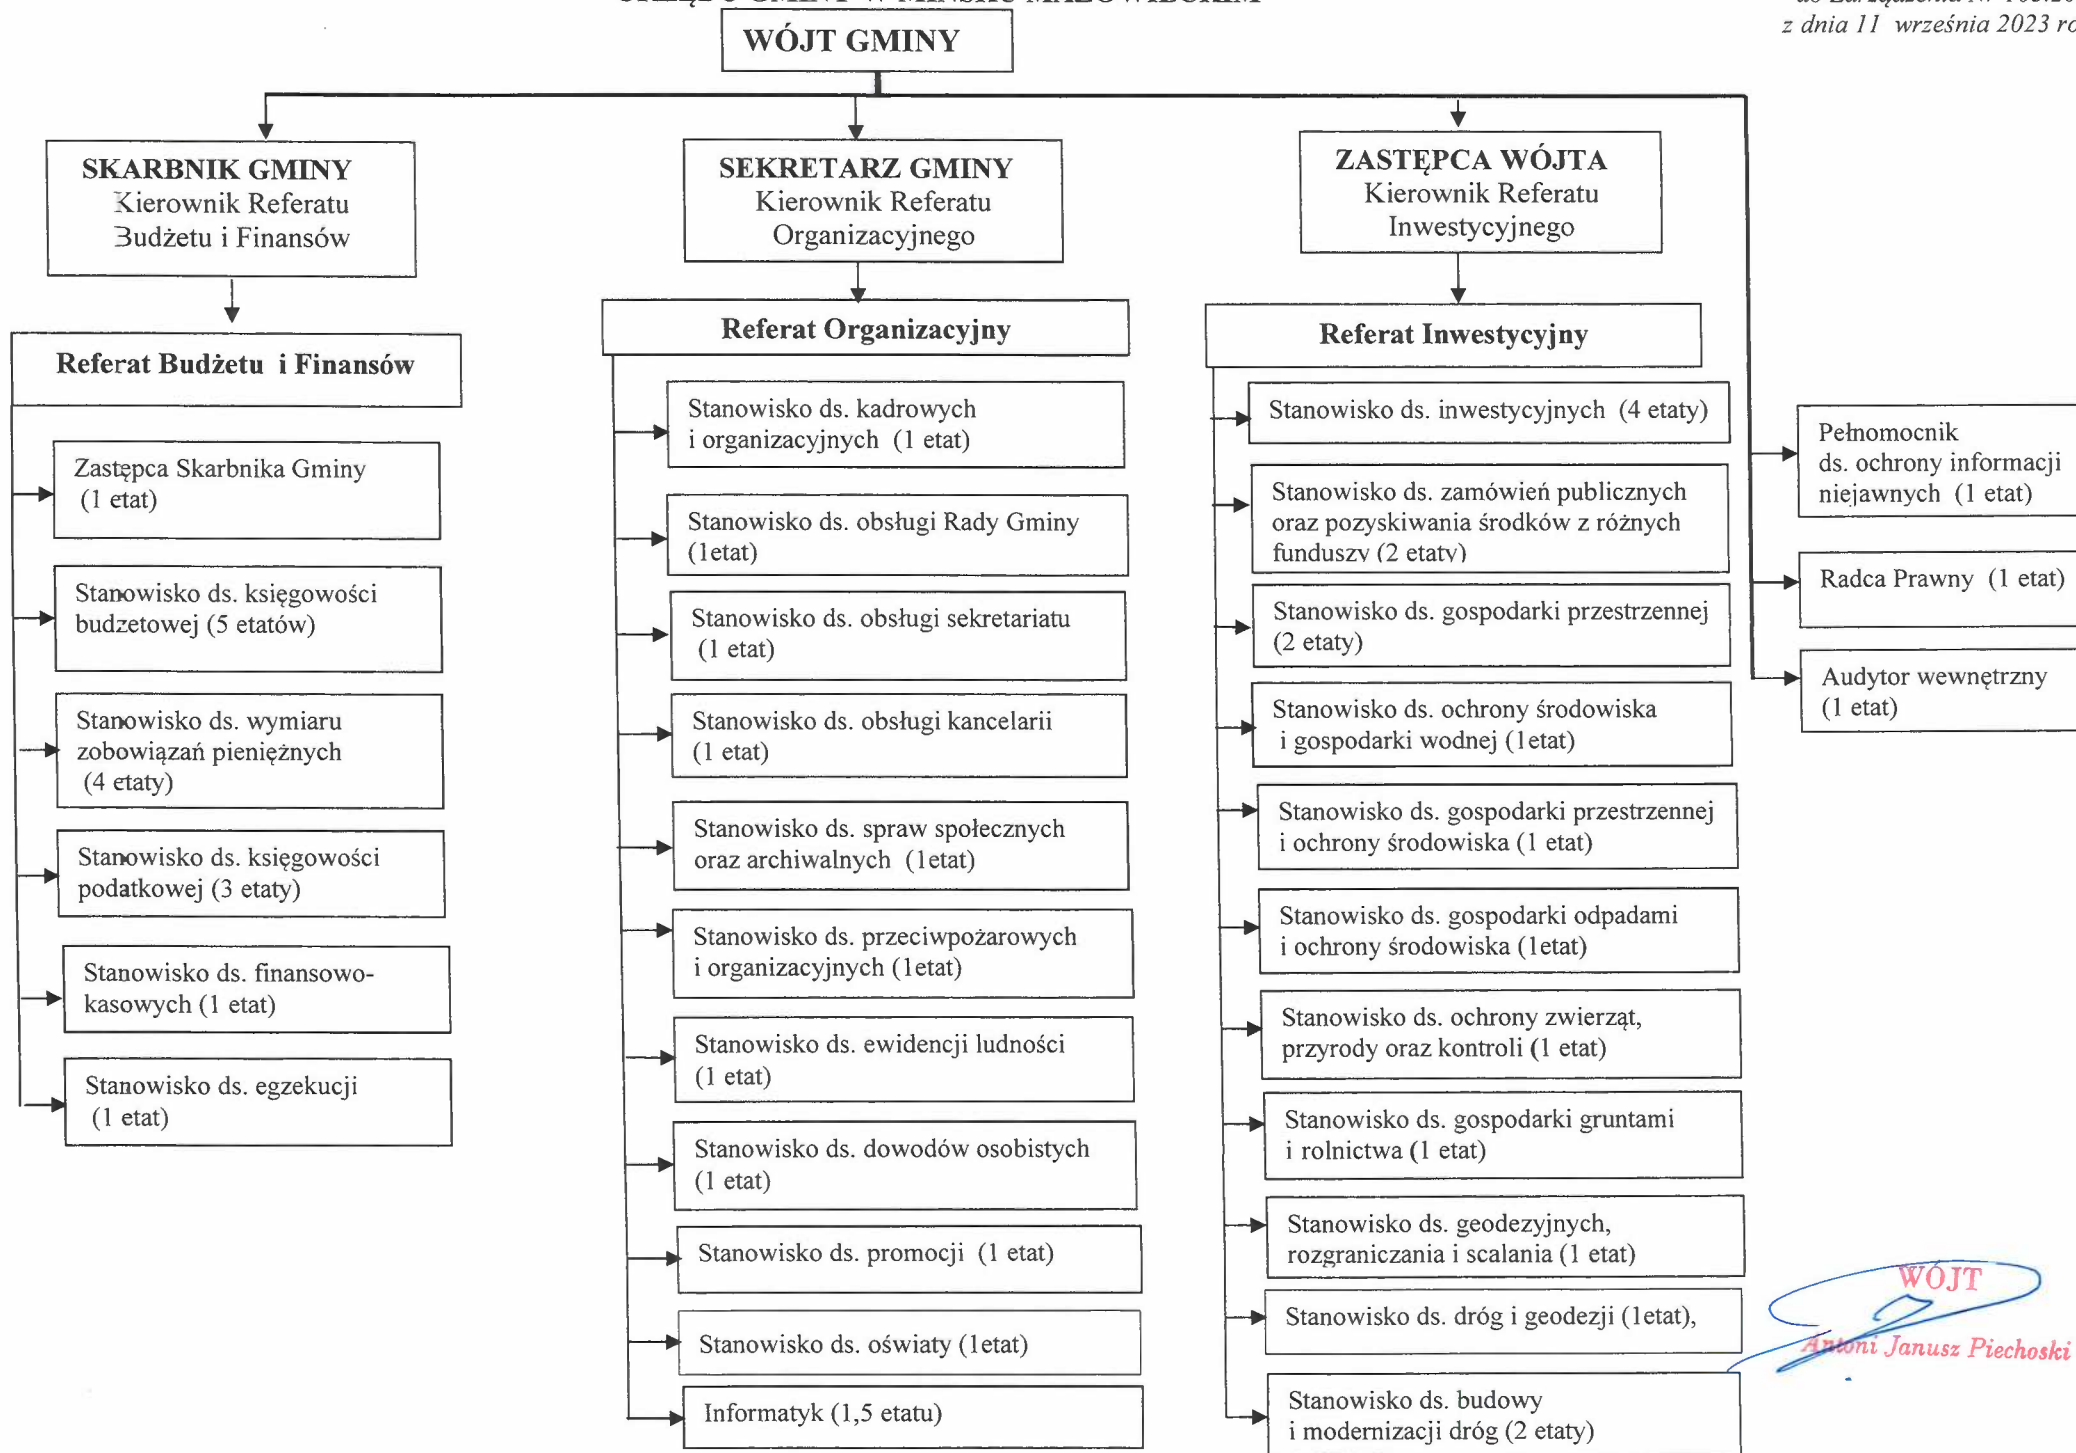 z dnia 11 września 2023 ro
WÓJT GMINY
SKARBNIK GMINY
Kierownik Referatu
Budżetu i Finansów
SEKRETARZ GMINY
Kierownik Referatu
Organizacyjnego
ZASTĘPCA WÓJTA
Kierownik Referatu
Inwestycyjnego
Referat Budżetu i Finansów
Zastępca Skarbnika Gminy
(1 etat)
Stanowisko ds. księgowości
budzetowej (5 etatów)
Stanowisko ds. wymiaru
zobowiązań pieniężnych
(4 etaty)
Stanowisko ds. księgowości
podatkowej (3 etaty)
Stanowisko ds. finansowo-
kasowych (1 etat)
Stanowisko ds. egzekucji
(1 etat)
Referat Organizacyjny
Stanowisko ds. kadrowych
i organizacyjnych (1 etat)
Stanowisko ds. obsługi Rady Gminy
(1etat)
Stanowisko ds. obsługi sekretariatu
(1 etat)
Stanowisko ds. obsługi kancelarii
(1 etat)
Stanowisko ds. spraw społecznych
oraz archiwalnych (1etat)
Stanowisko ds. przeciwpożarowych
i organizacyjnych (1etat)
Stanowisko ds. ewidencji ludności
(1 etat)
Stanowisko ds. dowodów osobistych
(1 etat)
Stanowisko ds. promocji (1 etat)
Stanowisko ds. oświaty (1etat)
Informatyk (1,5 etatu)
Referat Inwestycyjny
Stanowisko ds. inwestycyjnych (4 etaty)
Stanowisko ds. zamówień publicznych
oraz pozyskiwania środków z różnych
funduszy (2 etaty)
Stanowisko ds. gospodarki przestrzennej
(2 etaty)
Stanowisko ds. ochrony środowiska
i gospodarki wodnej (1etat)
Stanowisko ds. gospodarki przestrzennej
i ochrony środowiska (1 etat)
Stanowisko ds. gospodarki odpadami
i ochrony środowiska (1etat)
Stanowisko ds. ochrony zwierząt,
przyrody oraz kontroli (1 etat)
Stanowisko ds. gospodarki gruntami
i rolnictwa (1 etat)
Stanowisko ds. geodezyjnych,
rozgraniczania i scalania (1 etat)
Stanowisko ds. dróg i geodezji (1etat),
Stanowisko ds. budowy
i modernizacji dróg (2 etaty)
Pełnomocnik
ds. ochrony informacji
niejawnych (1 etat)
Radca Prawny (1 etat)
Audytor wewnętrzny
(1 etat)
WÓJT
Antoni Janusz Piechoski